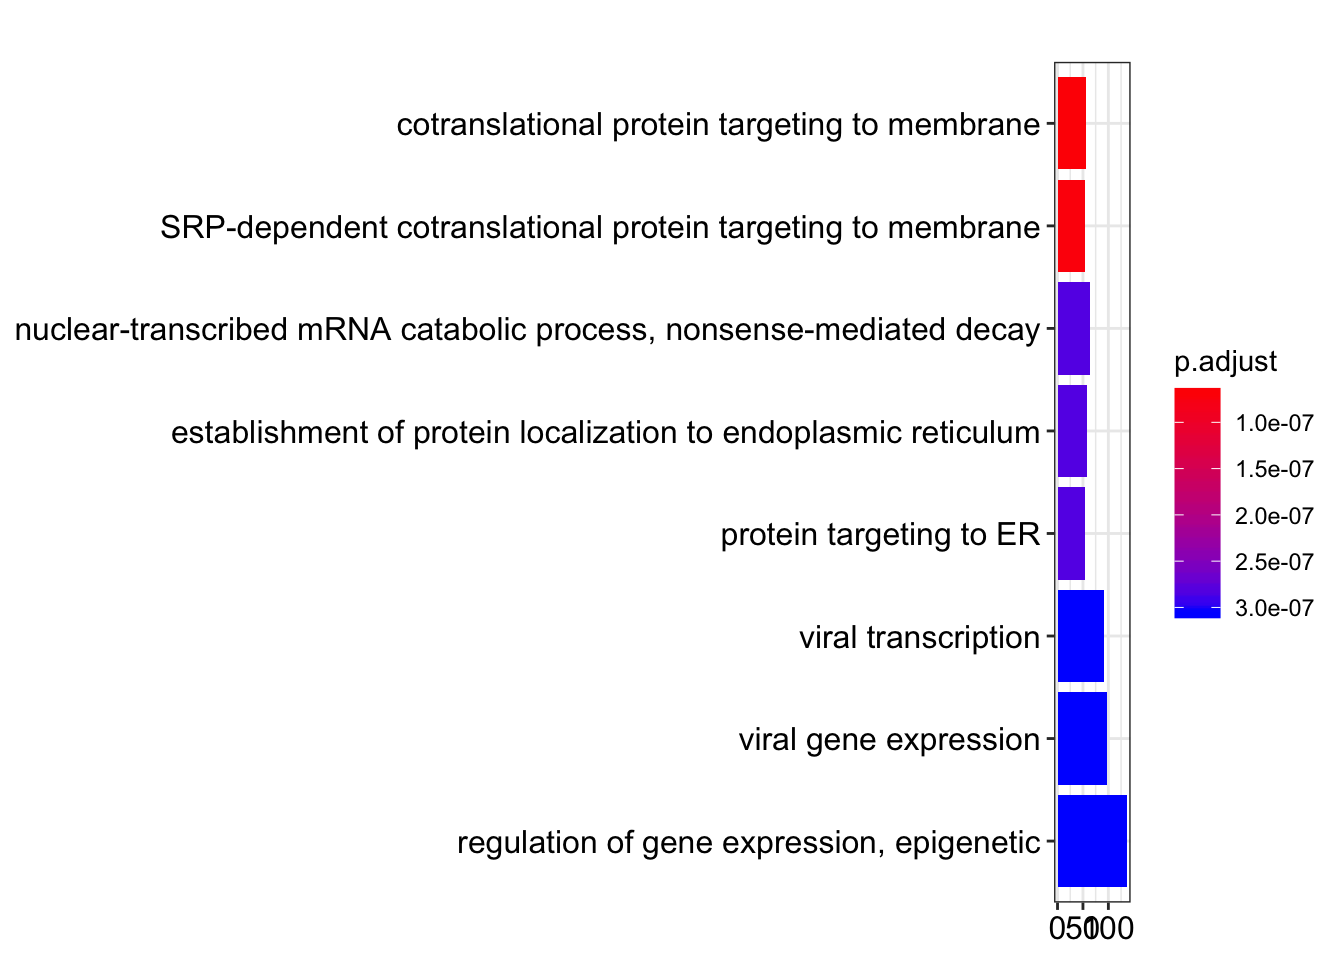 cotranslational protein targeting to membrane
SRP-dependent cotranslational protein targeting to membrane
nuclear-transcribed mRNA catabolic process, nonsense-mediated decay
establishment of protein localization to endoplasmic reticulum
protein targeting to ER
viral transcription
viral gene expression
regulation of gene expression, epigenetic
0 50 100
p.adjust
1.0e-07
1.5e-07
2.0e-07
2.5e-07
3.0e-07